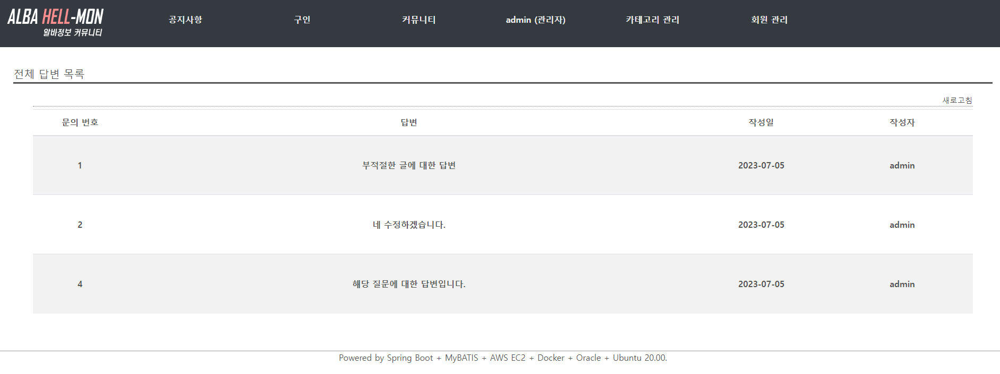 ALBA HELL-MON
알바정보 커뮤니티
공지사항 구인 커뮤니티 admin (관리자) 카테고리 관리 회원 관리
전체 답변 목록
새로고침
문의 번호 답변 작성일 작성자
1 부적절한 글에 대한 답변 2023-07-05 admin
2 네 수정하겠습니다. 2023-07-05 admin
4 해당 질문에 대한 답변입니다. 2023-07-05 admin
Powered by Spring Boot + MyBATIS + AWS EC2 + Docker + Oracle + Ubuntu 20.00.